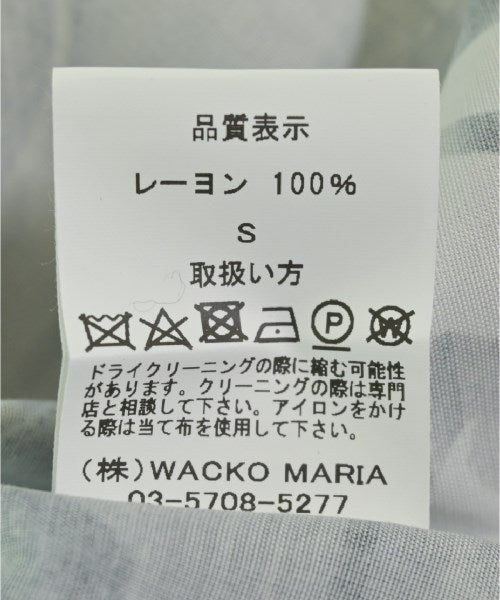 品質表示
レーヨン 100%
S
取扱い方
P
W
ドライクリーニングの際に縮む可能性
があります。クリーニングの際は専門
店と相談して下さい。アイロンをかけ
る際は当て布を使用して下さい。
(株)WACKO MARIA
03-5708-5277